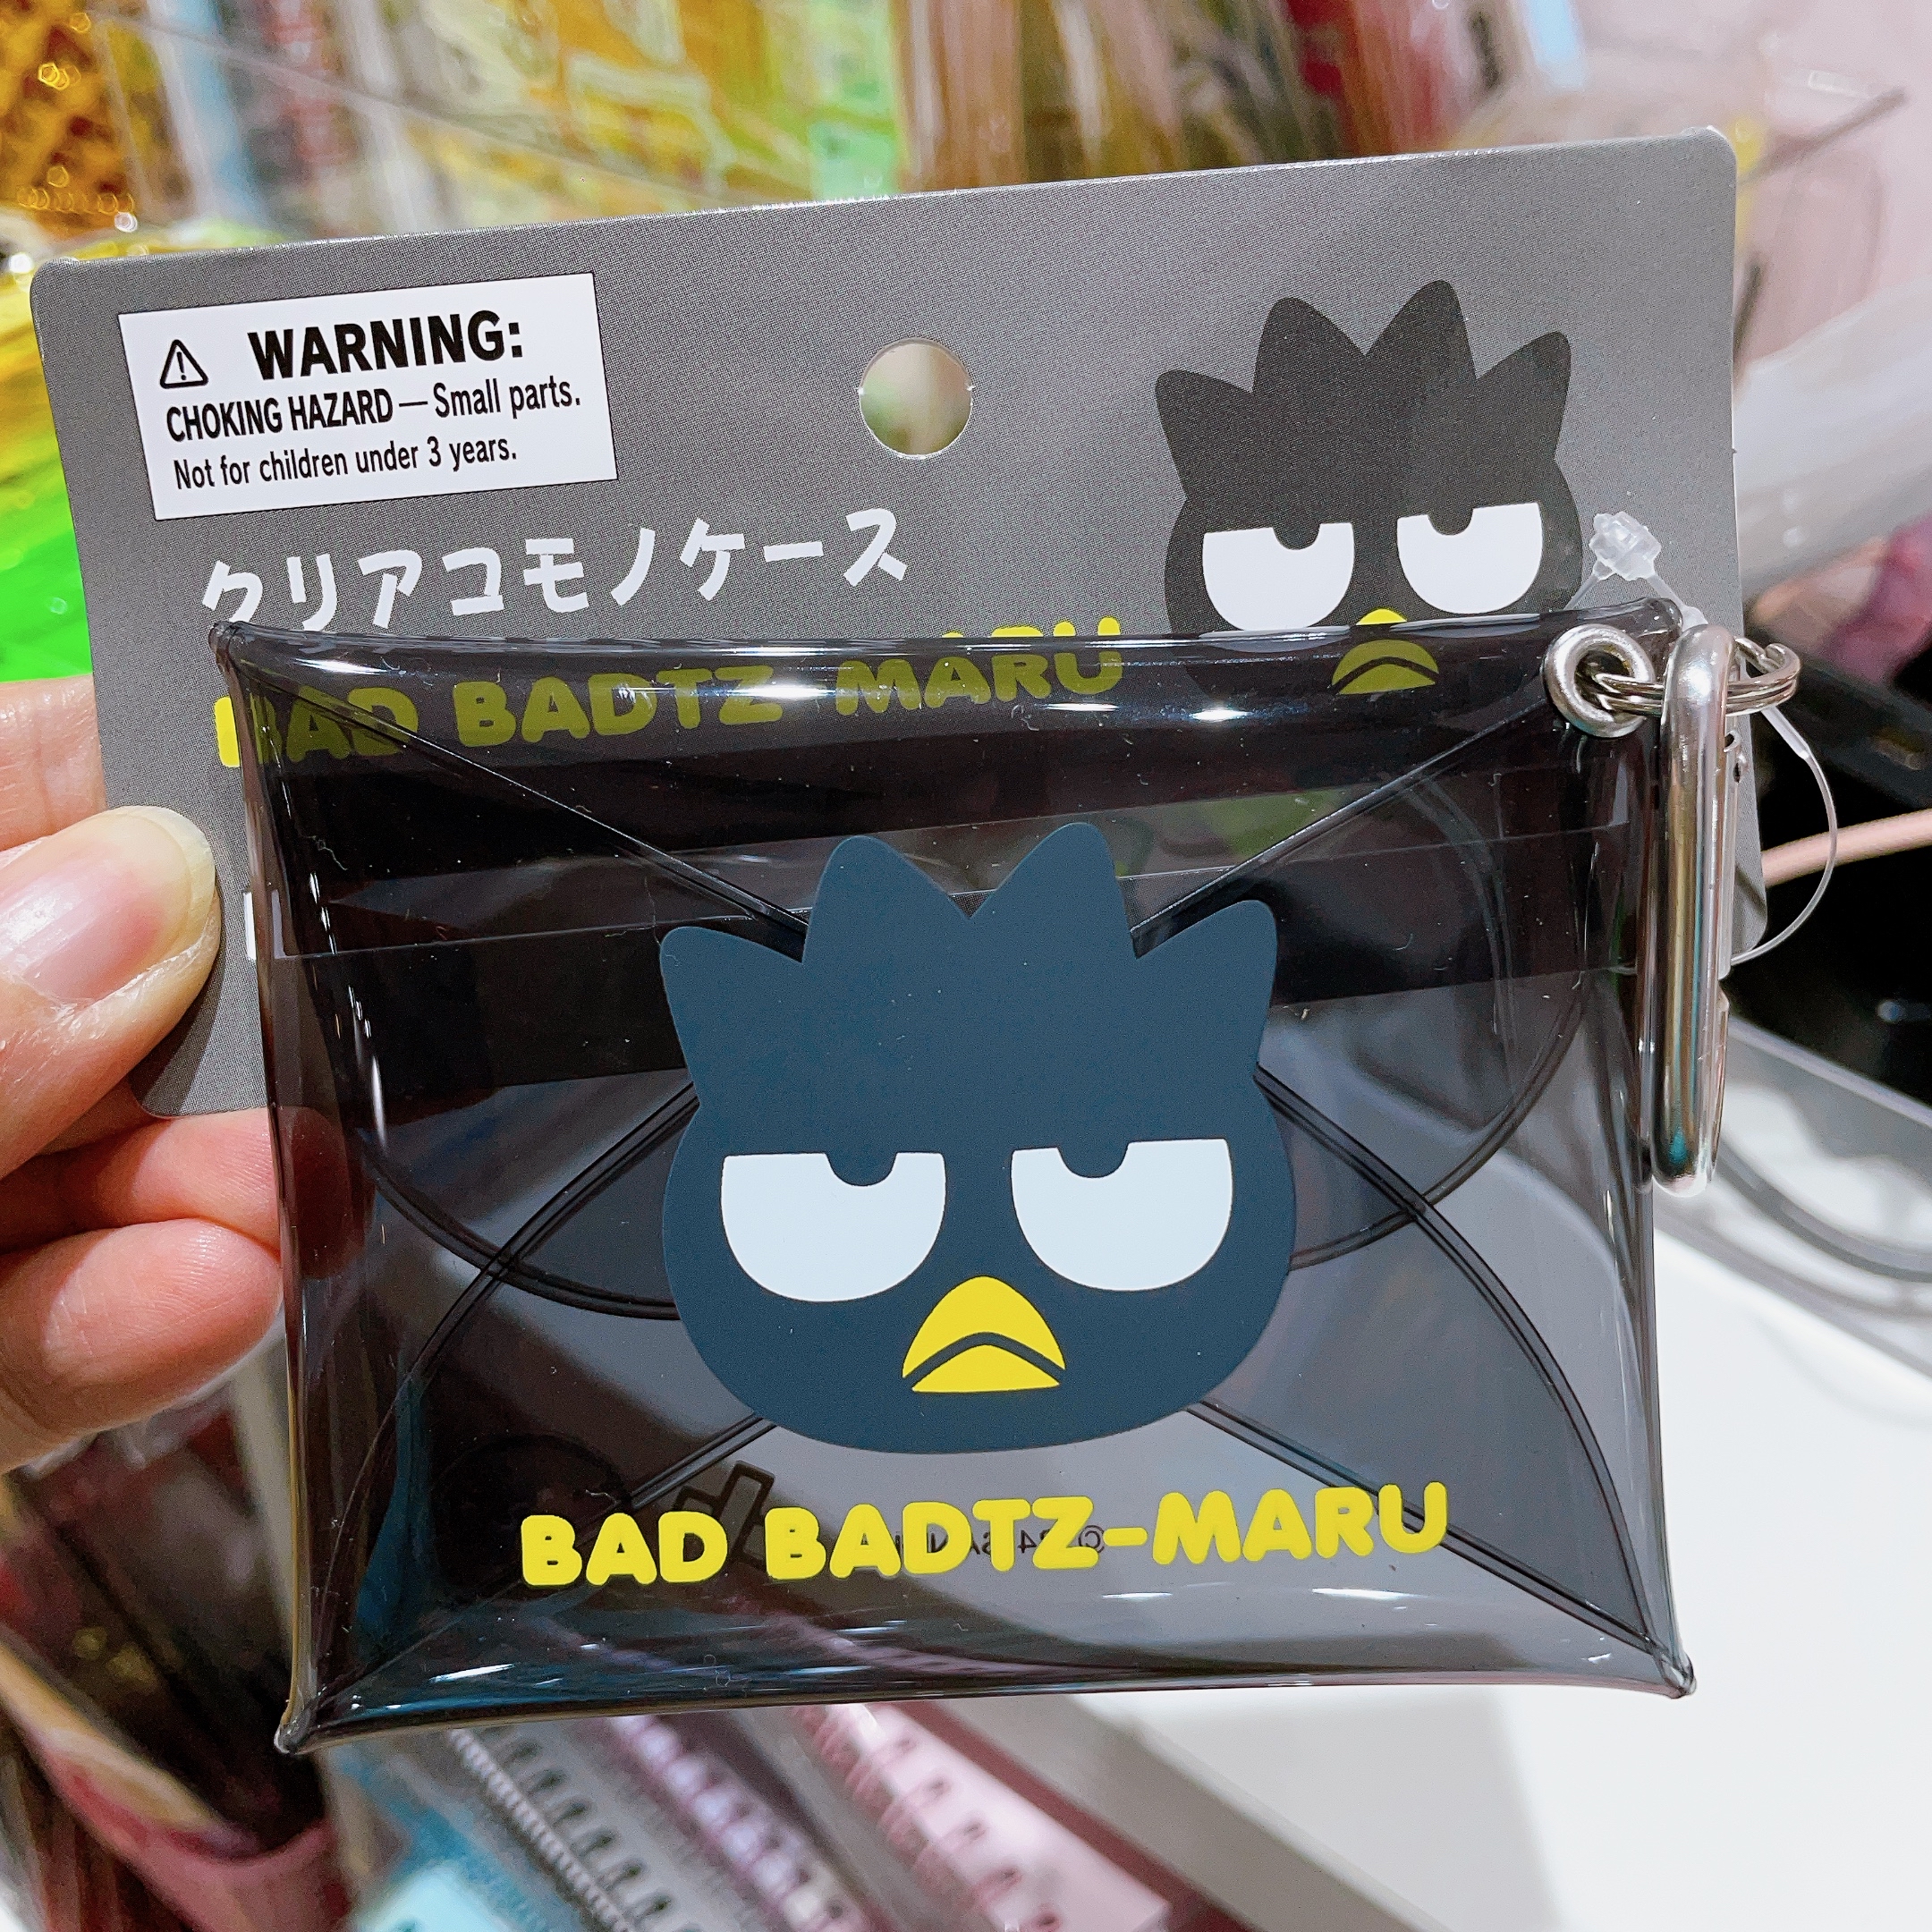 ⚠ WARNING:
CHOKING HAZARD — Small parts.
Not for children under 3 years.
クリアコモノケース
BAD BADTZ-MARU
BAD BADTZ-MARU